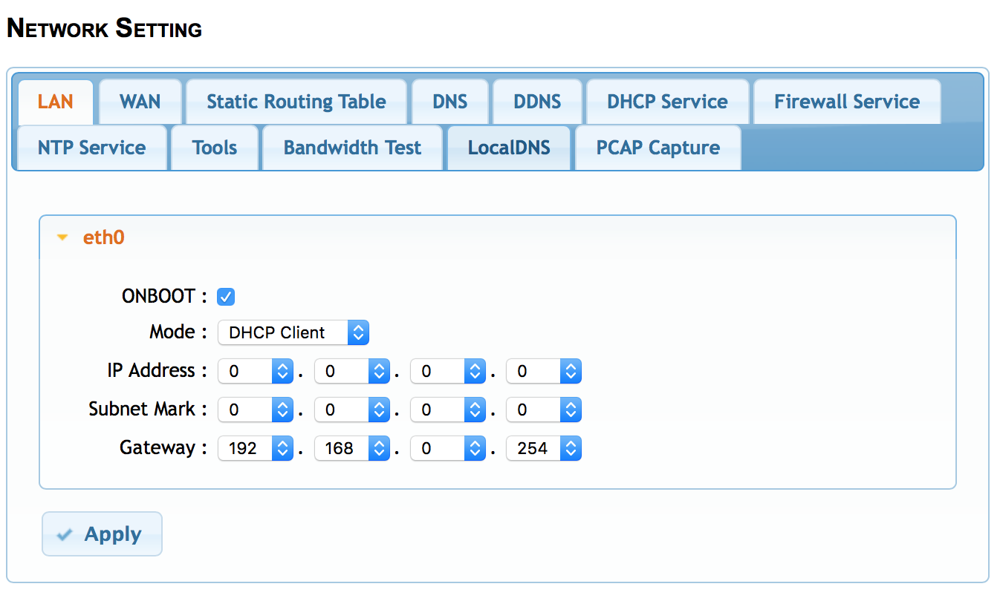 NETWORK SETTING
LAN WAN Static Routing Table DNS DDNS DHCP Service Firewall Service
NTP Service Tools Bandwidth Test LocalDNS PCAP Capture
eth0
ONBOOT :
Mode : DHCP Client
IP Address : 0 . 0 . 0 . 0
Subnet Mark : 0 . 0 . 0 . 0
Gateway : 192 . 168 . 0 . 254
Apply